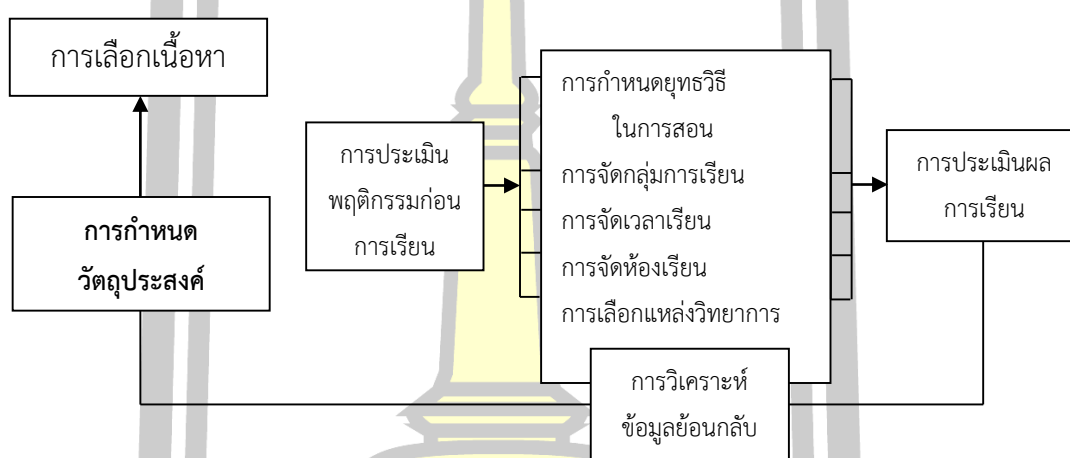 การเลือกเนื้อหา
การกำหนด
วัตถุประสงค์
การประเมิน
พฤติกรรมก่อน
การเรียน
การกำหนดยุทธวิธี
ในการสอน
การจัดกลุ่มการเรียน
การจัดเวลาเรียน
การจัดห้องเรียน
การเลือกแหล่งวิทยาการ
การประเมินผล
การเรียน
การวิเคราะห์
ข้อมูลย้อนกลับ